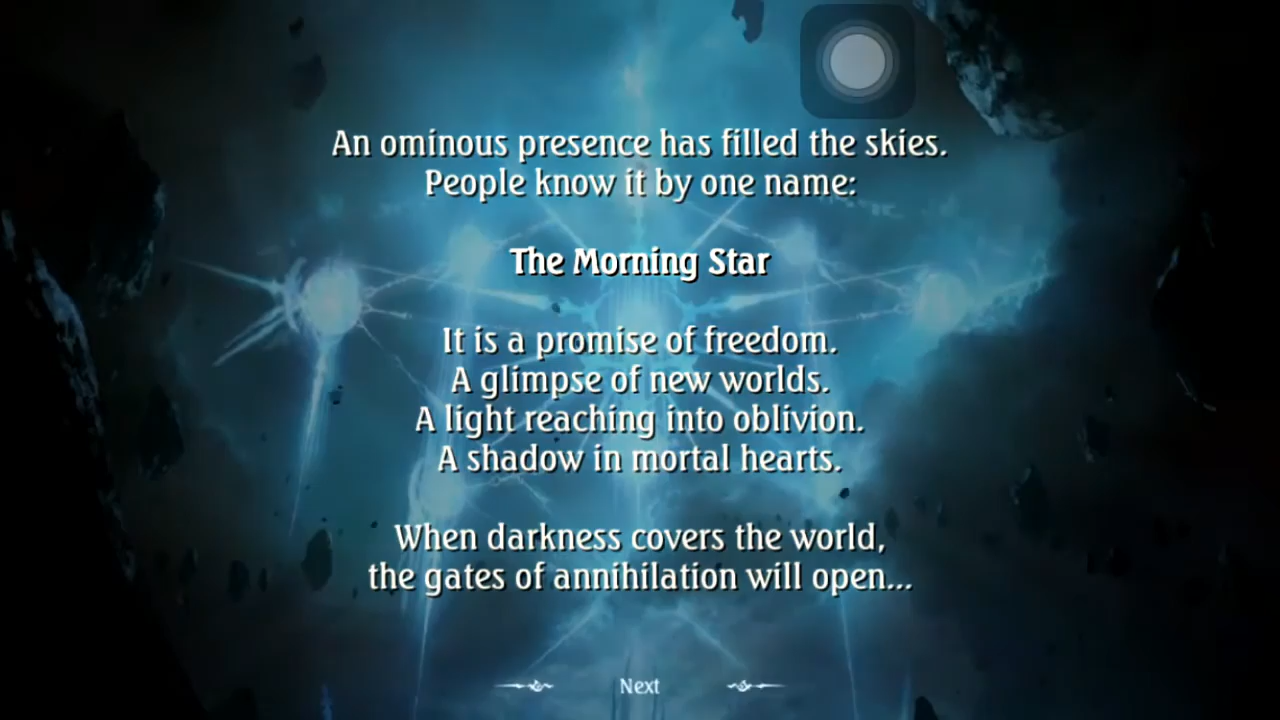 An ominous presence has filled the skies.
People know it by one name:
The Morning Star
It is a promise of freedom.
A glimpse of new worlds.
A light reaching into oblivion.
A shadow in mortal hearts.
When darkness covers the world,
the gates of annihilation will open...
Next